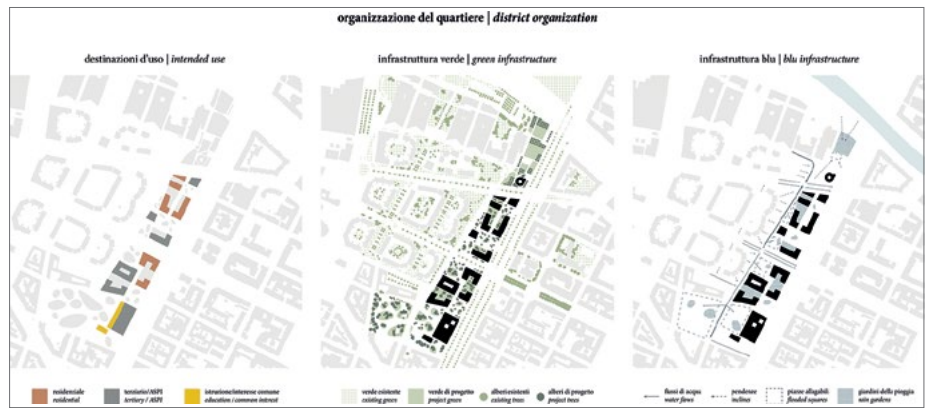 organizzazione del quartiere | district organization
destinazioni d'uso | intended use
infrastruttura verde | green infrastructure
infrastruttura blu | blu infrastructure
residenziale
residential
terziario/ ASPI
tertiary / ASPI
istruzione/interesse comune
education / common interest
verde esistente
existing green
verde di progetto
project green
alberi esistenti
existing trees
alberi di progetto
project trees
flussi di acqua
water flows
pendenze
inclines
piazze allagabili
flooded squares
giardini della pioggia
rain gardens